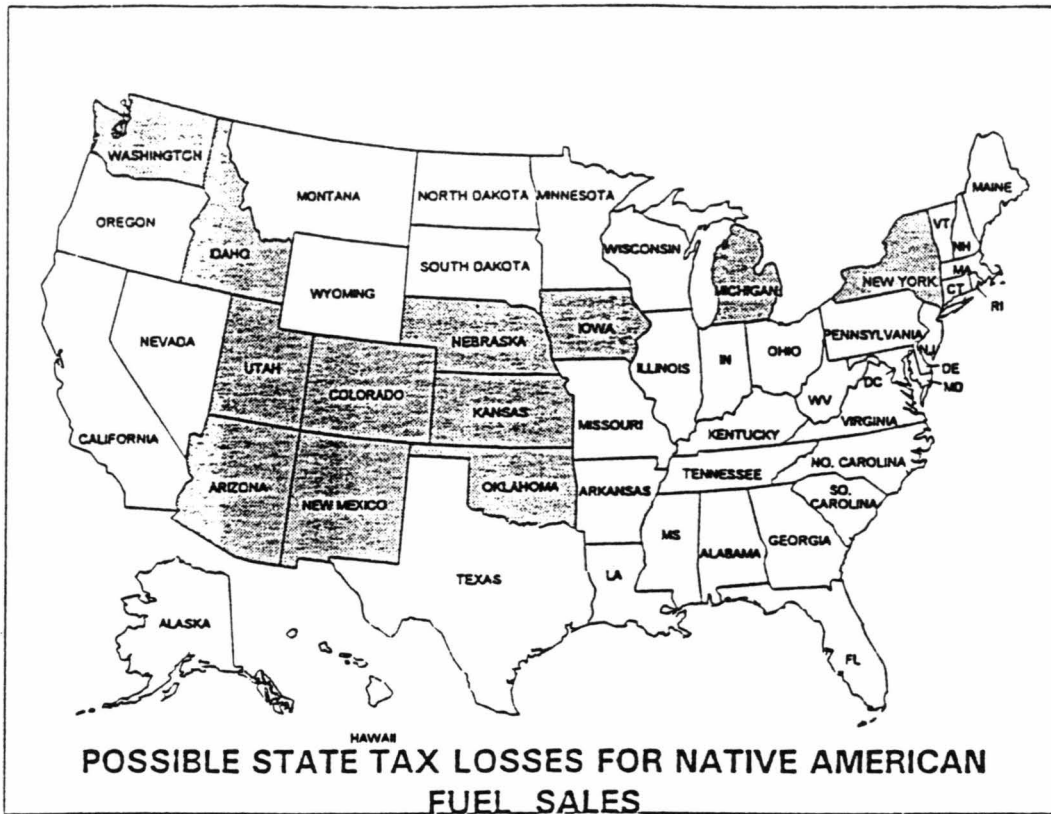 WASHINGTON
MONTANA
NORTH DAKOTA
MINNESOTA
MAINE
OREGON
IDAHO
WISCONSIN
VT
NH
SOUTH DAKOTA
MICHIGAN
NEW YORK
MA
CT
RI
WYOMING
NEVADA
NEBRASKA
IOWA
PENNSYLVANIA
NJ
UTAH
COLORADO
ILLINOIS
IN
OHIO
DE
MD
DC
WV
KANSAS
MISSOURI
VIRGINIA
CALIFORNIA
KENTUCKY
NO. CAROLINA
TENNESSEE
ARIZONA
NEW MEXICO
OKLAHOMA
ARKANSAS
SO.
CAROLINA
MS
ALABAMA
GEORGIA
TEXAS
LA
ALASKA
FL
HAWAII
POSSIBLE STATE TAX LOSSES FOR NATIVE AMERICAN
FUEL SALES